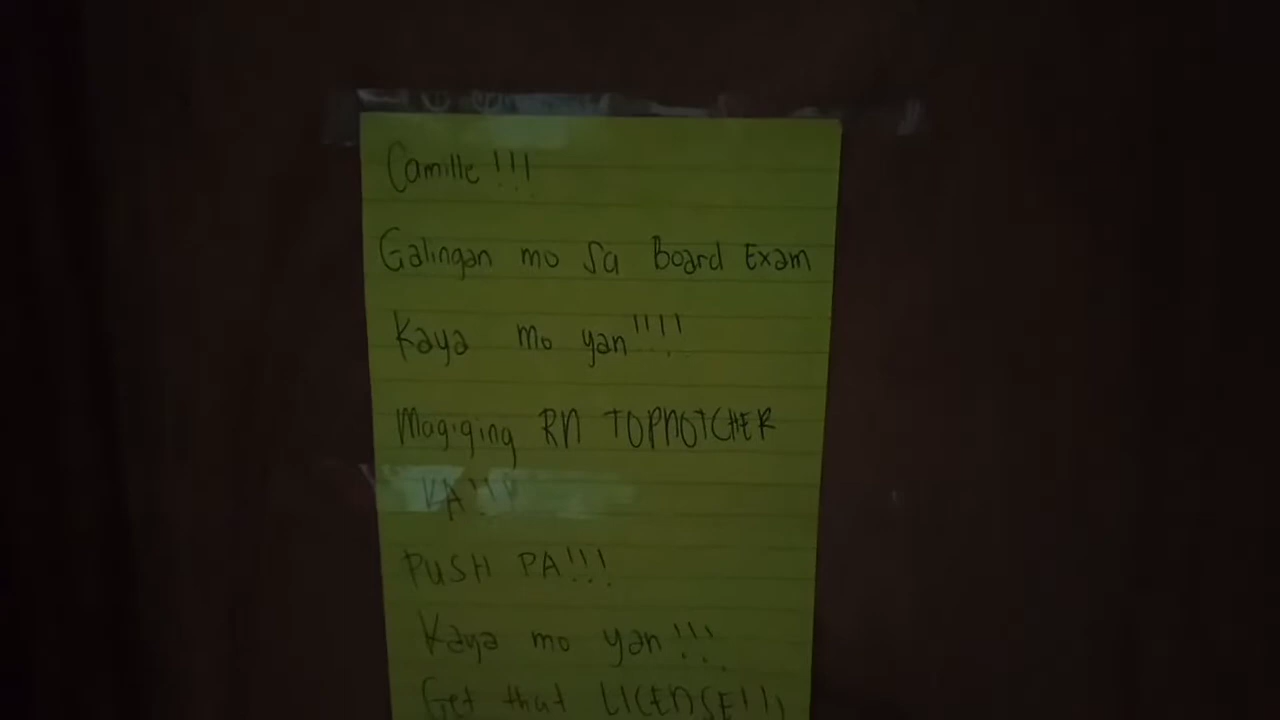 Camille !!!
Galingan mo sa Board Exam
Kaya mo yan!!!!
Magiging RN TOPNOTCHER
KA!!!
PUSH PA!!!
Kaya mo yan!!!
Get that LICENSE!!!